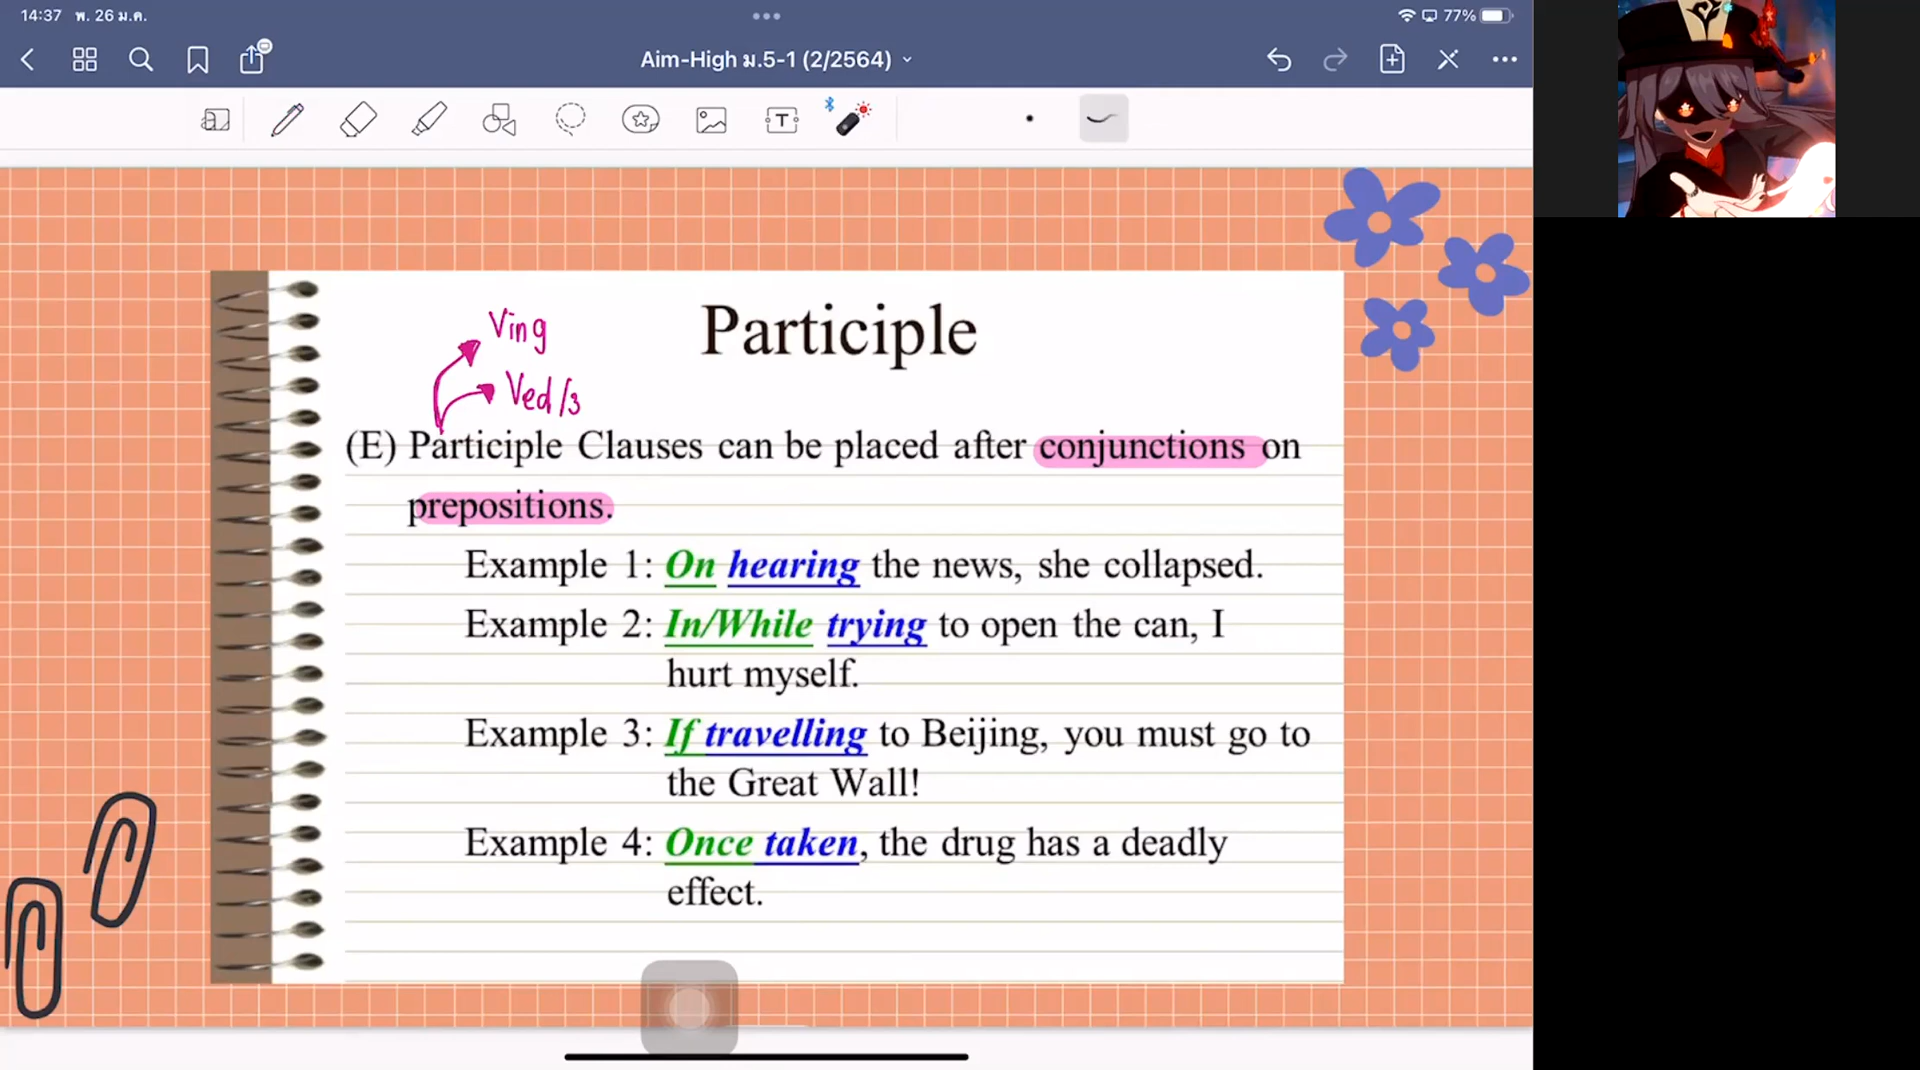 14:37 พ. 26 ม.ค.
77%
Aim-High ม.5-1 (2/2564)
T
Participle
Ving
Ved/3
(E) Participle Clauses can be placed after conjunctions on
prepositions.
Example 1: On hearing the news, she collapsed.
Example 2: In/While trying to open the can, I
hurt myself.
Example 3: If travelling to Beijing, you must go to
the Great Wall!
Example 4: Once taken, the drug has a deadly
effect.